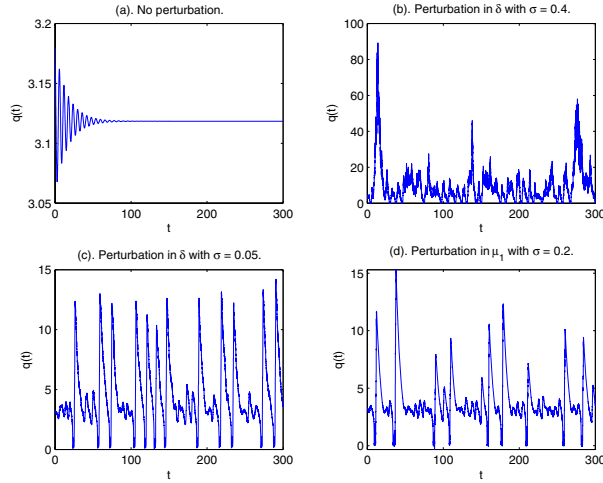 (a). No perturbation.
3.2
3.15
3.1
3.05
q(t)
0
100
200
300
t
(b). Perturbation in δ with σ = 0.4.
100
80
60
40
20
0
q(t)
0
100
200
300
t
(c). Perturbation in δ with σ = 0.05.
15
10
5
0
q(t)
0
100
200
300
t
(d). Perturbation in μ₁ with σ = 0.2.
15
10
5
0
q(t)
0
100
200
300
t